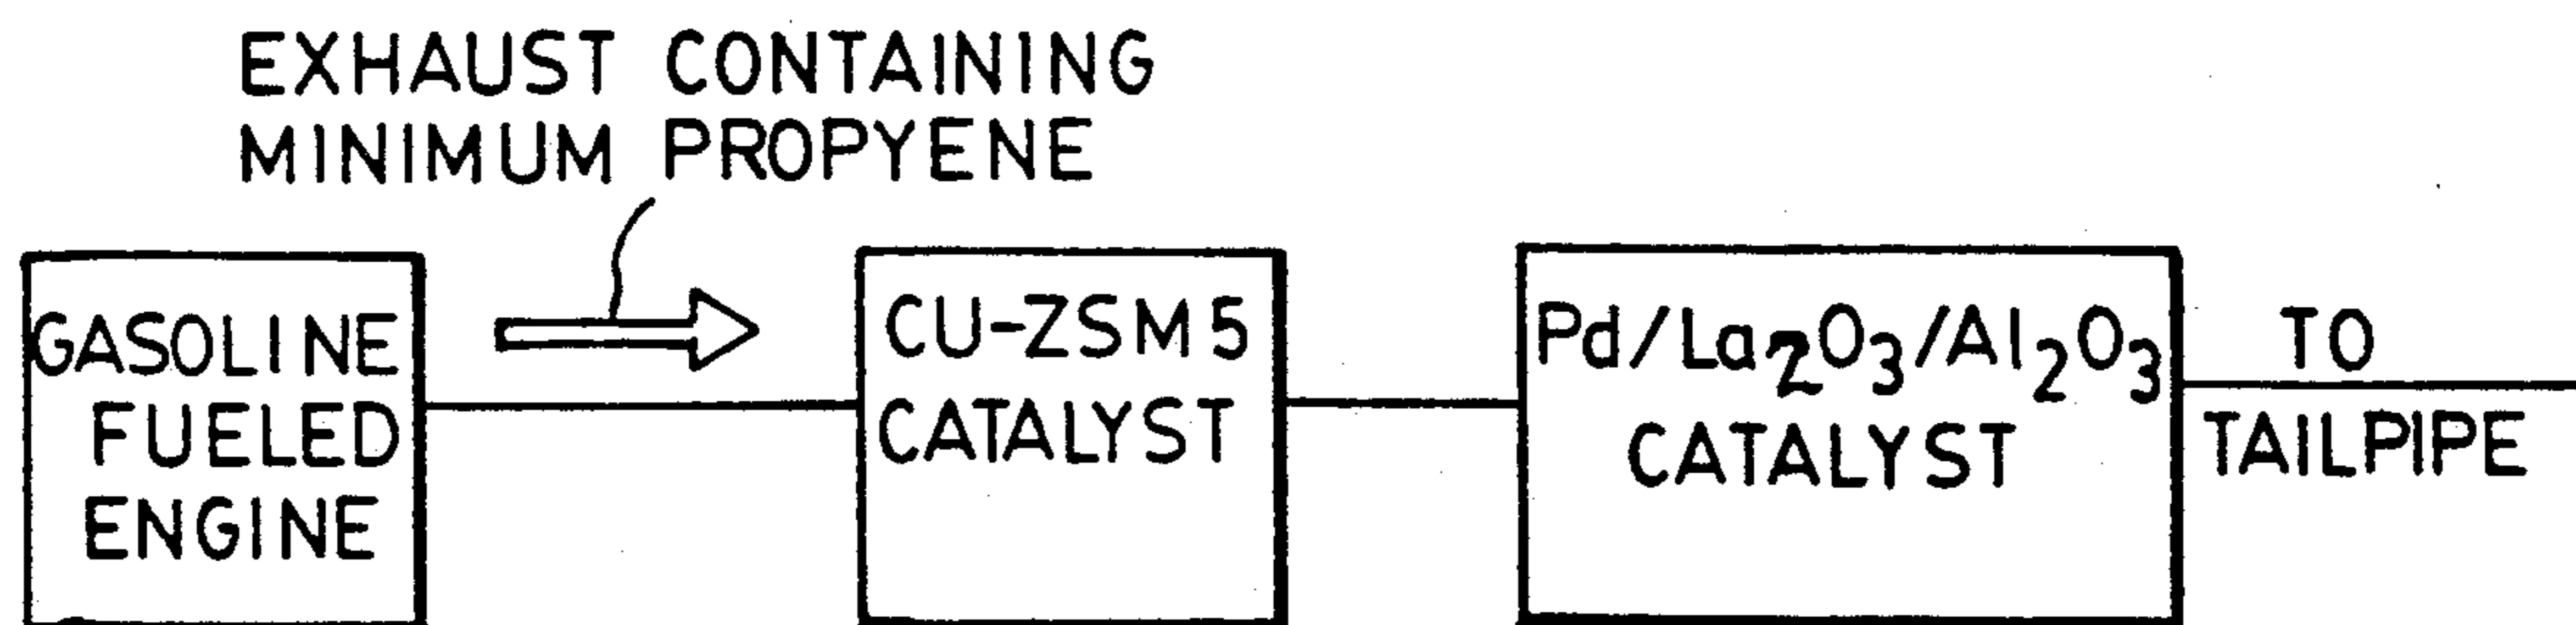 EXHAUST CONTAINING
MINIMUM PROPYENE
GASOLINE
FUELED
ENGINE
CU-ZSM5
CATALYST
Pd/La₂O₃/Al₂O₃
CATALYST
TO
TAILPIPE